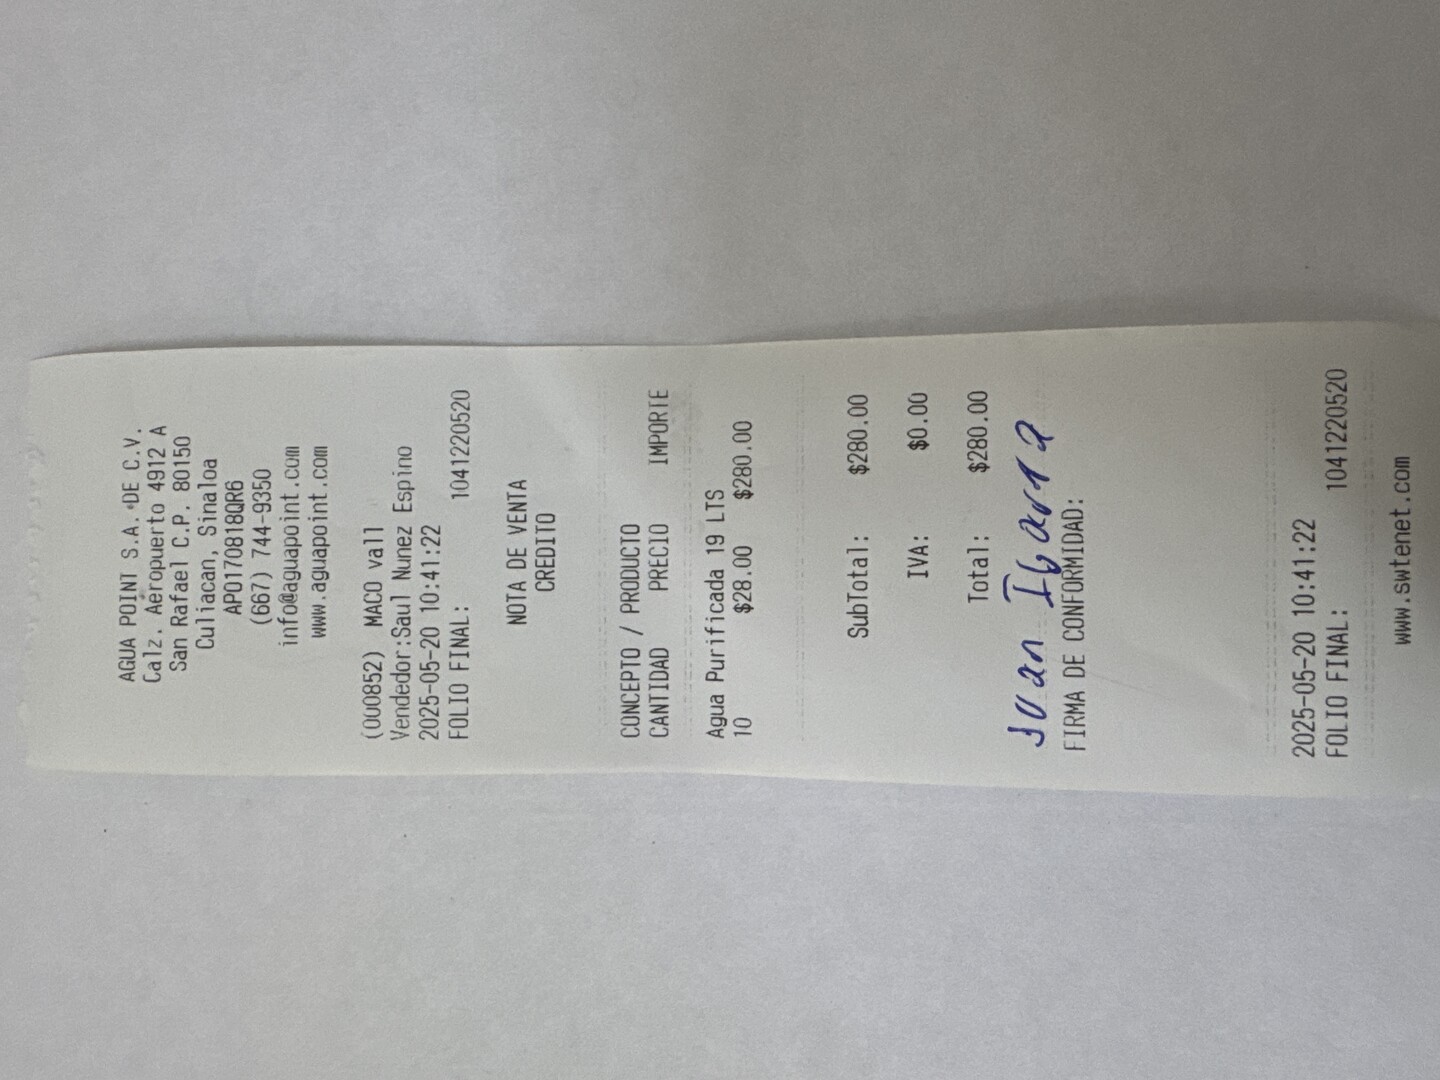 AGUA POINT S.A. DE C.V.
Calz. Aeropuerto 4912 A
San Rafael C.P. 80150
Culiacan, Sinaloa
APO170818QR6
(667) 744-9350
info@aguapoint.com
www.aguapoint.com
(000852) MACO vall
Vendedor:Saul Nunez Espino
2025-05-20 10:41:22
FOLIO FINAL: 1041220520
NOTA DE VENTA
CREDITO
CONCEPTO / PRODUCTO
CANTIDAD PRECIO IMPORTE
Agua Purificada 19 LTS
10 $28.00 $280.00
SubTotal: $280.00
IVA: $0.00
Total: $280.00
Juan Ibarra
FIRMA DE CONFORMIDAD:
2025-05-20 10:41:22
FOLIO FINAL: 1041220520
www.swtenet.com